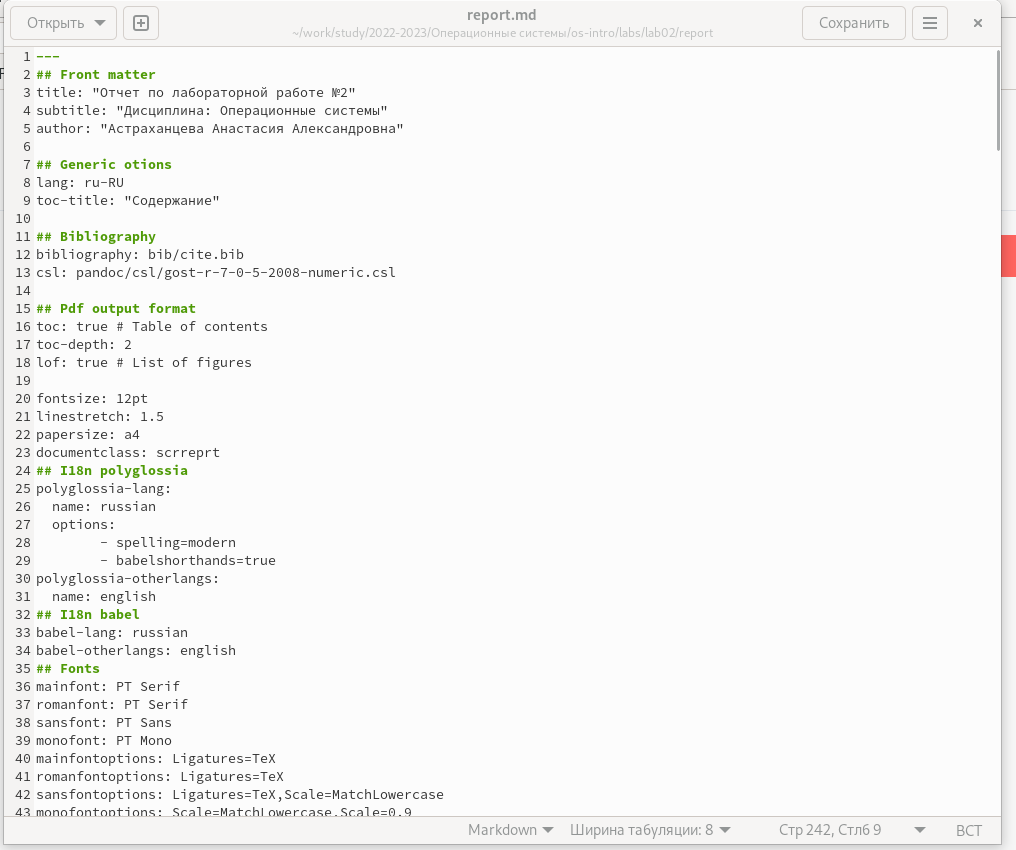 Открыть
report.md
~/work/study/2022-2023/Операционные системы/os-intro/labs/lab02/report
Сохранить
1 ---
2 ## Front matter
3 title: "Отчет по лабораторной работе №2"
4 subtitle: "Дисциплина: Операционные системы"
5 author: "Астраханцева Анастасия Александровна"
6
7 ## Generic otions
8 lang: ru-RU
9 toc-title: "Содержание"
10
11 ## Bibliography
12 bibliography: bib/cite.bib
13 csl: pandoc/csl/gost-r-7-0-5-2008-numeric.csl
14
15 ## Pdf output format
16 toc: true # Table of contents
17 toc-depth: 2
18 lof: true # List of figures
19
20 fontsize: 12pt
21 linestretch: 1.5
22 papersize: a4
23 documentclass: scrreprt
24 ## I18n polyglossia
25 polyglossia-lang:
26   name: russian
27   options:
28         - spelling=modern
29         - babelshorthands=true
30 polyglossia-otherlangs:
31   name: english
32 ## I18n babel
33 babel-lang: russian
34 babel-otherlangs: english
35 ## Fonts
36 mainfont: PT Serif
37 romanfont: PT Serif
38 sansfont: PT Sans
39 monofont: PT Mono
40 mainfontoptions: Ligatures=TeX
41 romanfontoptions: Ligatures=TeX
42 sansfontoptions: Ligatures=TeX,Scale=MatchLowercase
43 monofontoptions: Scale=MatchLowercase,Scale=0.9
Markdown Ширина табуляции: 8 Стр 242, Стлб 9 ВСТ